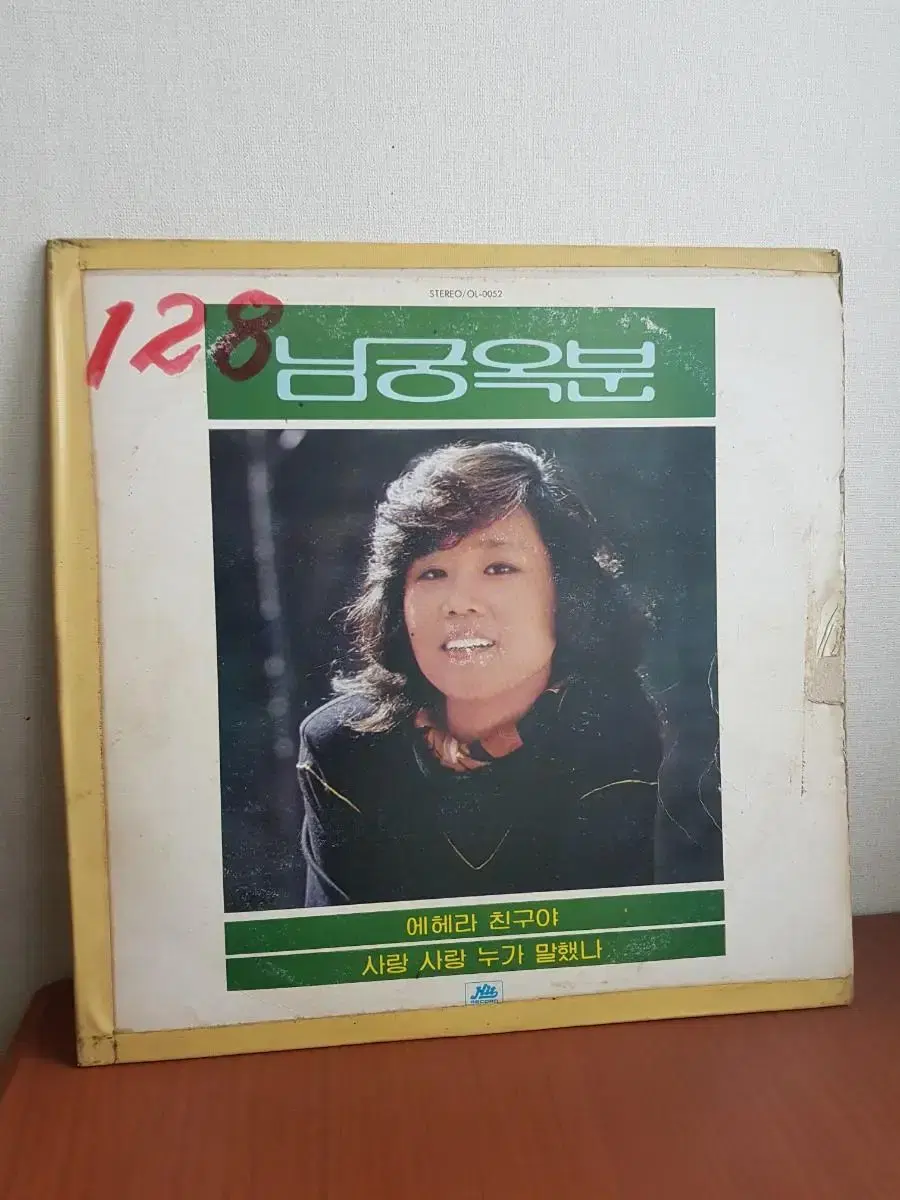 STEREO/OL-0052
128
남궁옥분
에헤라 친구야
사랑 사랑 누가 말했나
Hit
RECORD